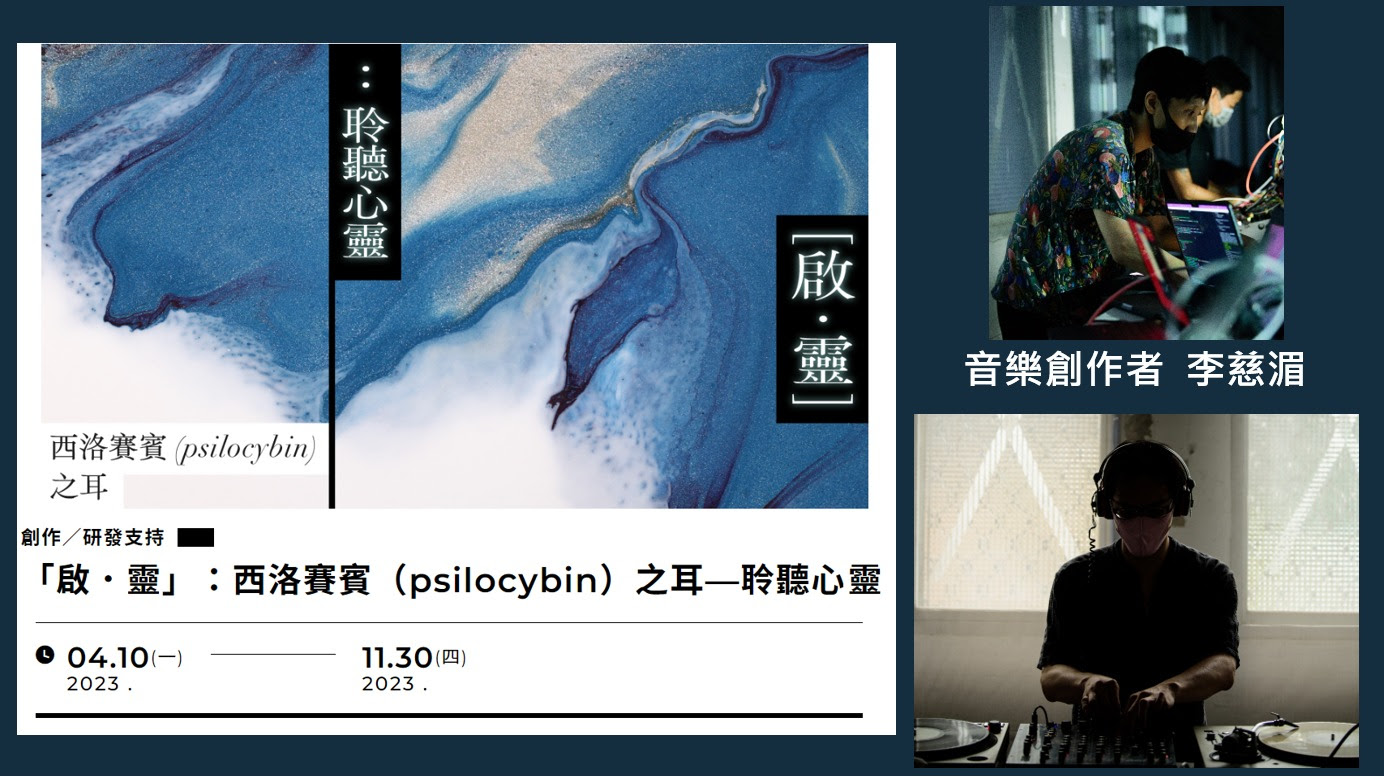 ：聆聽心靈
［啟・靈］
西洛賽賓 (psilocybin)
之耳
創作／研發支持
「啟・靈」：西洛賽賓（psilocybin）之耳—聆聽心靈
04.10(一) 11.30(四)
2023 . 2023 .
音樂創作者 李慈湄